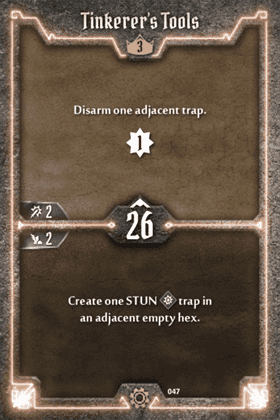 Tinkerer's Tools
3
Disarm one adjacent trap.
1
2
26
2
Create one STUN trap in
an adjacent empty hex.
047